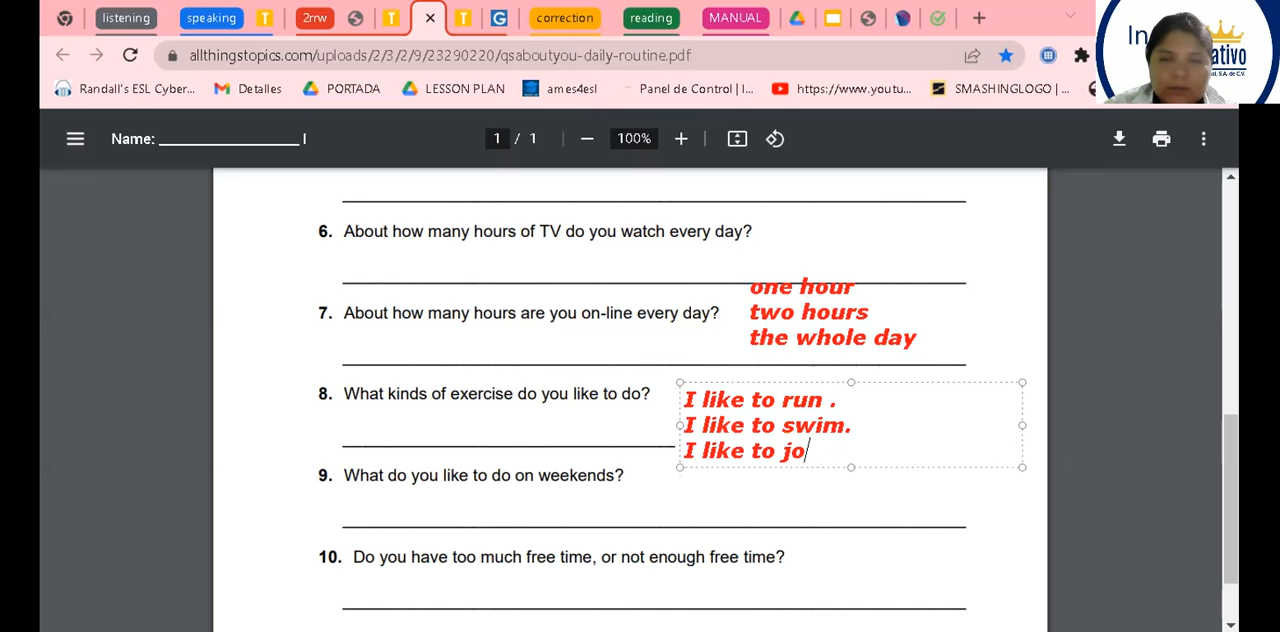 listening speaking 2rrw correction reading MANUAL
allthingstopics.com/uploads/2/3/2/9/23290220/qsaboutyou-daily-routine.pdf
Randall's ESL Cyber... Detalles PORTADA LESSON PLAN ames4esl Panel de Control | I... https://www.youtu... SMASHINGLOGO | ...
In ativo
al, S.A. de C.V.
Name: ________________ 1 / 1 100%
6. About how many hours of TV do you watch every day?
one hour
7. About how many hours are you on-line every day? two hours
the whole day
8. What kinds of exercise do you like to do? I like to run .
I like to swim.
I like to jo
9. What do you like to do on weekends?
10. Do you have too much free time, or not enough free time?